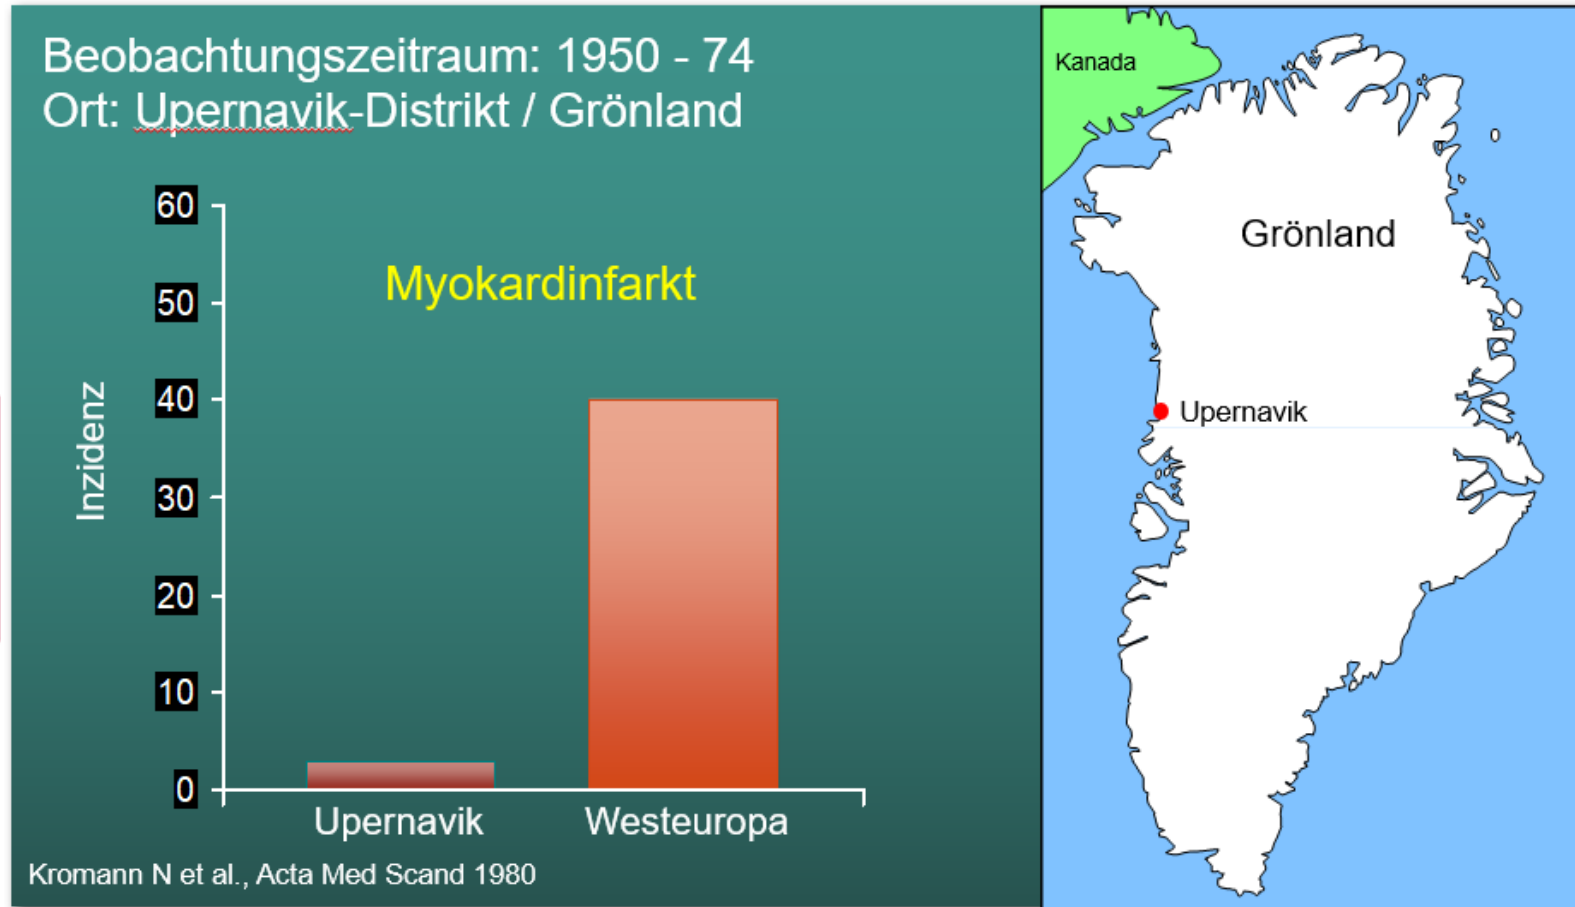 Beobachtungszeitraum: 1950 - 74
Ort: Upernavik-Distrikt / Grönland
60
50
40
30
20
10
0
Inzidenz
Myokardinfarkt
Upernavik
Westeuropa
Kromann N et al., Acta Med Scand 1980
Kanada
Grönland
Upernavik